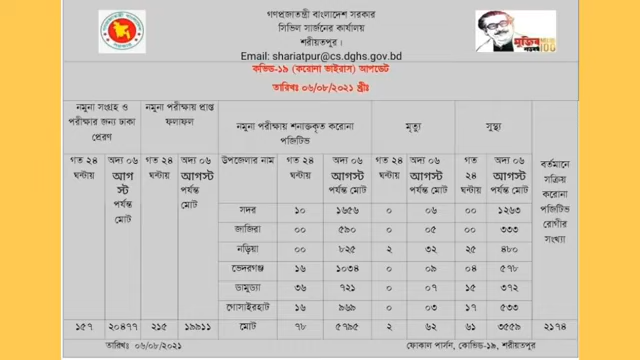 গণপ্রজাতন্ত্রী বাংলাদেশ সরকার
সিভিল সার্জনের কার্যালয়
শরীয়তপুর।
Email: shariatpur@cs.dghs.gov.bd
কভিড-১৯ (করোনা ভাইরাস) আপডেট
তারিখঃ ০৬/০৮/২০২১ খ্রীঃ
নমুনা সংগ্রহ ও পরীক্ষার জন্য ঢাকা প্রেরণ
নমুনা পরীক্ষায় প্রাপ্ত ফলাফল
নমুনা পরীক্ষায় শনাক্তকৃত করোনা পজিটিভ
মৃত্যু
সুস্থ্য
বর্তমানে সক্রিয় করোনা পজিটিভ রোগীর সংখ্যা
গত ২৪ ঘন্টায় অদ্য ০৬ আগস্ট পর্যন্ত মোট গত ২৪ ঘন্টায় অদ্য ০৬ আগস্ট পর্যন্ত মোট উপজেলার নাম গত ২৪ ঘন্টায় অদ্য ০৬ আগস্ট পর্যন্ত মোট গত ২৪ ঘন্টায় অদ্য ০৬ আগস্ট পর্যন্ত মোট গত ২৪ ঘন্টায় অদ্য ০৬ আগস্ট পর্যন্ত মোট
সদর ১০ ১৬৫৬ ০ ০৬ ০০ ১২৬৩
জাজিরা ০০ ৫৯০ ০ ০৫ ০০ ৩৩৩
নড়িয়া ০০ ৮২৫ ২ ৩২ ২৫ ৪৮০
ভেদরগঞ্জ ১৬ ১০৩৪ ০ ০৯ ০৪ ৫৭৮
ডামুড্যা ৩৬ ৭২১ ০ ০৭ ১৫ ৩৭২
গোসাইরহাট ১৬ ৯৬৯ ০ ০৩ ১৭ ৫৩৩
১৫৭ ২০৪৭৭ ২১৫ ১৯৯১১ মোট ৭৮ ৫৭৯৫ ২ ৬২ ৬১ ৩৫৫৯ ২১৭৪
তারিখঃ ০৬/০৮/২০২১ ফোকাল পার্সন, কোভিড-১৯, শরীয়তপুর